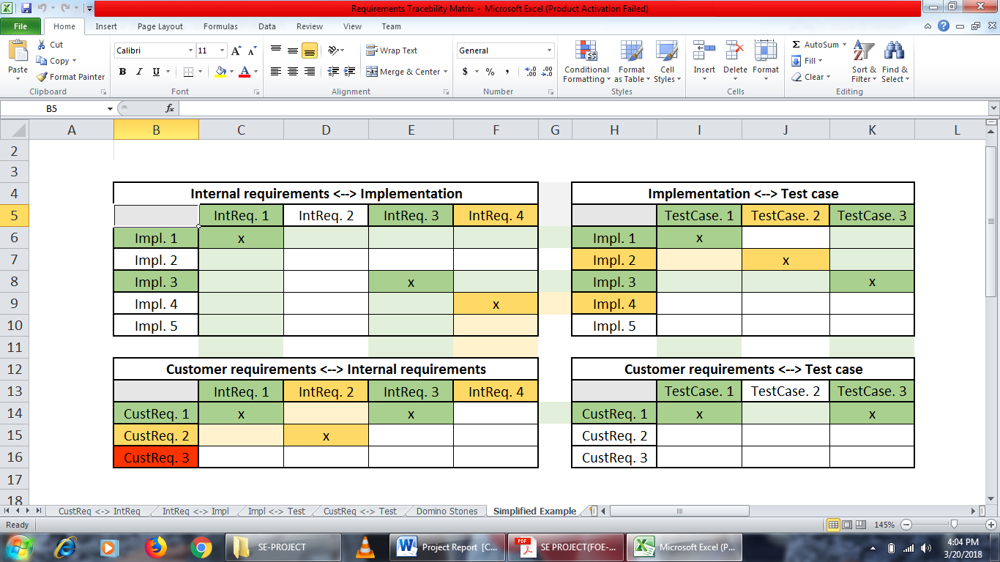 Requirements Tracebility Matrix - Microsoft Excel (Product Activation Failed)
File Home Insert Page Layout Formulas Data Review View Team
Paste
Cut
Copy
Format Painter
Clipboard
Calibri 11
B I U
Font
Wrap Text
Merge & Center
Alignment
General
$ % ,
Number
Conditional Formatting
Format as Table
Cell Styles
Styles
Insert Delete Format
Cells
Σ AutoSum
Fill
Clear
Sort & Filter
Find & Select
Editing
B5 fx
A B C D E F G H I J K L
2
3
4 Internal requirements <--> Implementation Implementation <--> Test case
5 IntReq. 1 IntReq. 2 IntReq. 3 IntReq. 4 TestCase. 1 TestCase. 2 TestCase. 3
6 Impl. 1 x Impl. 1 x
7 Impl. 2 Impl. 2 x
8 Impl. 3 x Impl. 3 x
9 Impl. 4 x Impl. 4
10 Impl. 5 Impl. 5
11
12 Customer requirements <--> Internal requirements Customer requirements <--> Test case
13 IntReq. 1 IntReq. 2 IntReq. 3 IntReq. 4 TestCase. 1 TestCase. 2 TestCase. 3
14 CustReq. 1 x x CustReq. 1 x x
15 CustReq. 2 x CustReq. 2
16 CustReq. 3 CustReq. 3
17
18
CustReq <-> IntReq IntReq <-> Impl Impl <-> Test CustReq <-> Test Domino Stones Simplified Example
Ready 145%
SE-PROJECT Project Report [C... SE PROJECT(FOE-... Microsoft Excel (P... 4:04 PM
3/20/2018